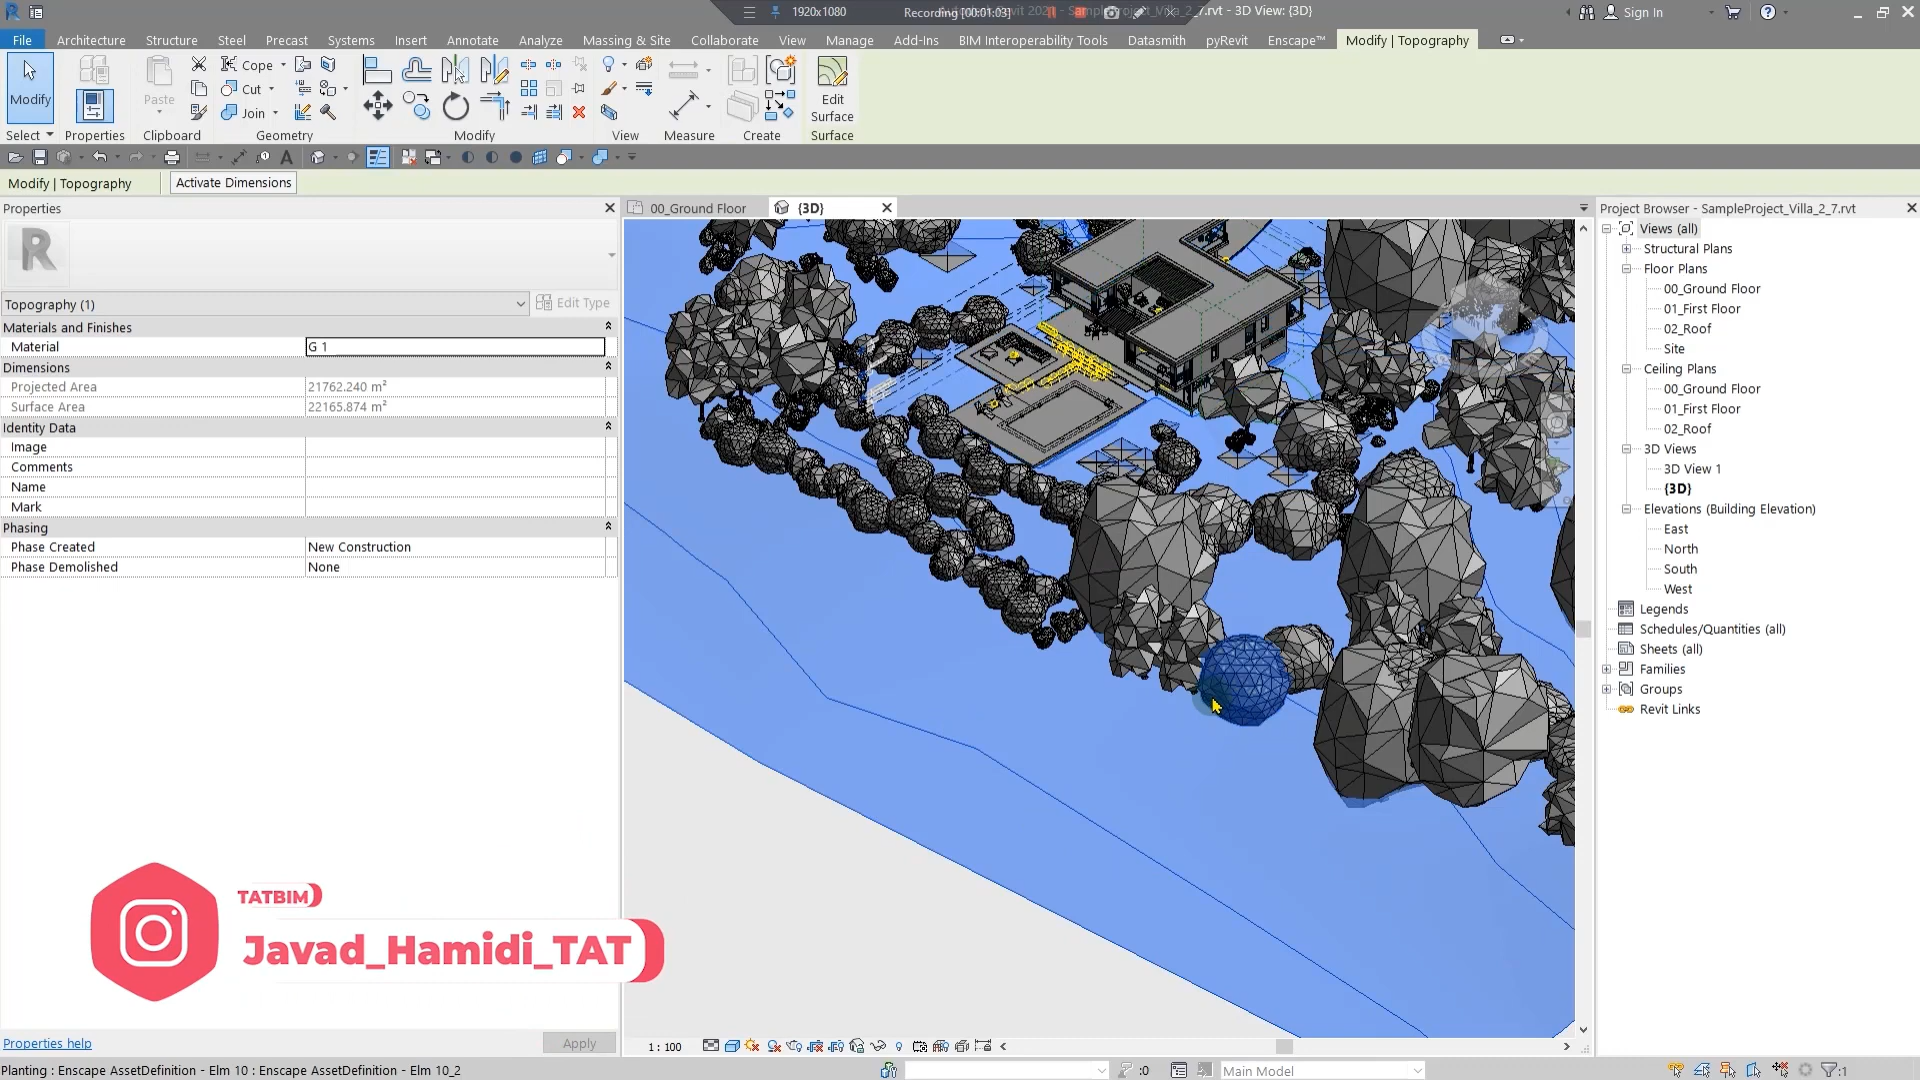 1920x1080
Recording [00:01:03]
SampleProject_Villa_2_7.rvt - 3D View: {3D}
Sign In
File Architecture Structure Steel Precast Systems Insert Annotate Analyze Massing & Site Collaborate View Manage Add-Ins BIM Interoperability Tools Datasmith pyRevit Enscape™ Modify | Topography
Modify
Paste
Cope
Cut
Join
Edit
Surface
Select Properties Clipboard Geometry Modify View Measure Create Surface
Modify | Topography Activate Dimensions
Properties
00_Ground Floor {3D}
Project Browser - SampleProject_Villa_2_7.rvt
Topography (1) Edit Type
Materials and Finishes
Material G 1
Dimensions
Projected Area 21762.240 m²
Surface Area 22165.874 m²
Identity Data
Image
Comments
Name
Mark
Phasing
Phase Created New Construction
Phase Demolished None
Views (all)
Structural Plans
Floor Plans
00_Ground Floor
01_First Floor
02_Roof
Site
Ceiling Plans
00_Ground Floor
01_First Floor
02_Roof
3D Views
3D View 1
{3D}
Elevations (Building Elevation)
East
North
South
West
Legends
Schedules/Quantities (all)
Sheets (all)
Families
Groups
Revit Links
TATBIM
Javad_Hamidi_TAT
Properties help Apply
1 : 100
Planting : Enscape AssetDefinition - Elm 10 : Enscape AssetDefinition - Elm 10_2
:0
Main Model
:1